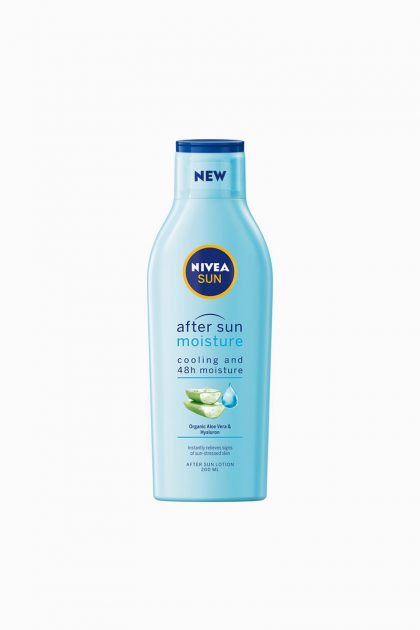 NEW
NIVEA
SUN
after sun
moisture
cooling and
48h moisture
Organic Aloe Vera &
Hyaluron
Instantly relieves signs
of sun-stressed skin
AFTER SUN LOTION
200 ML